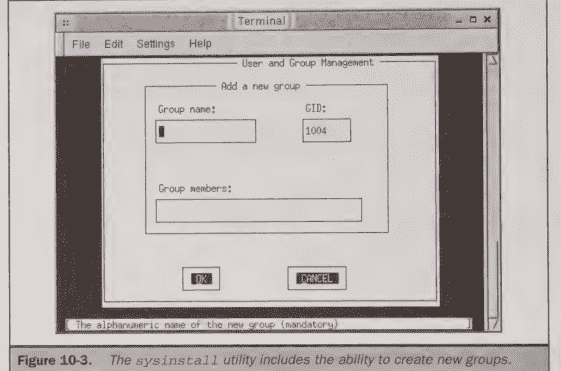 Terminal
File Edit Settings Help
User and Group Management
Add a new group
Group name: GID:
1004
Group members:
OK CANCEL
The alphanumeric name of the new group (mandatory)
Figure 10-3. The sysinstall utility includes the ability to create new groups.